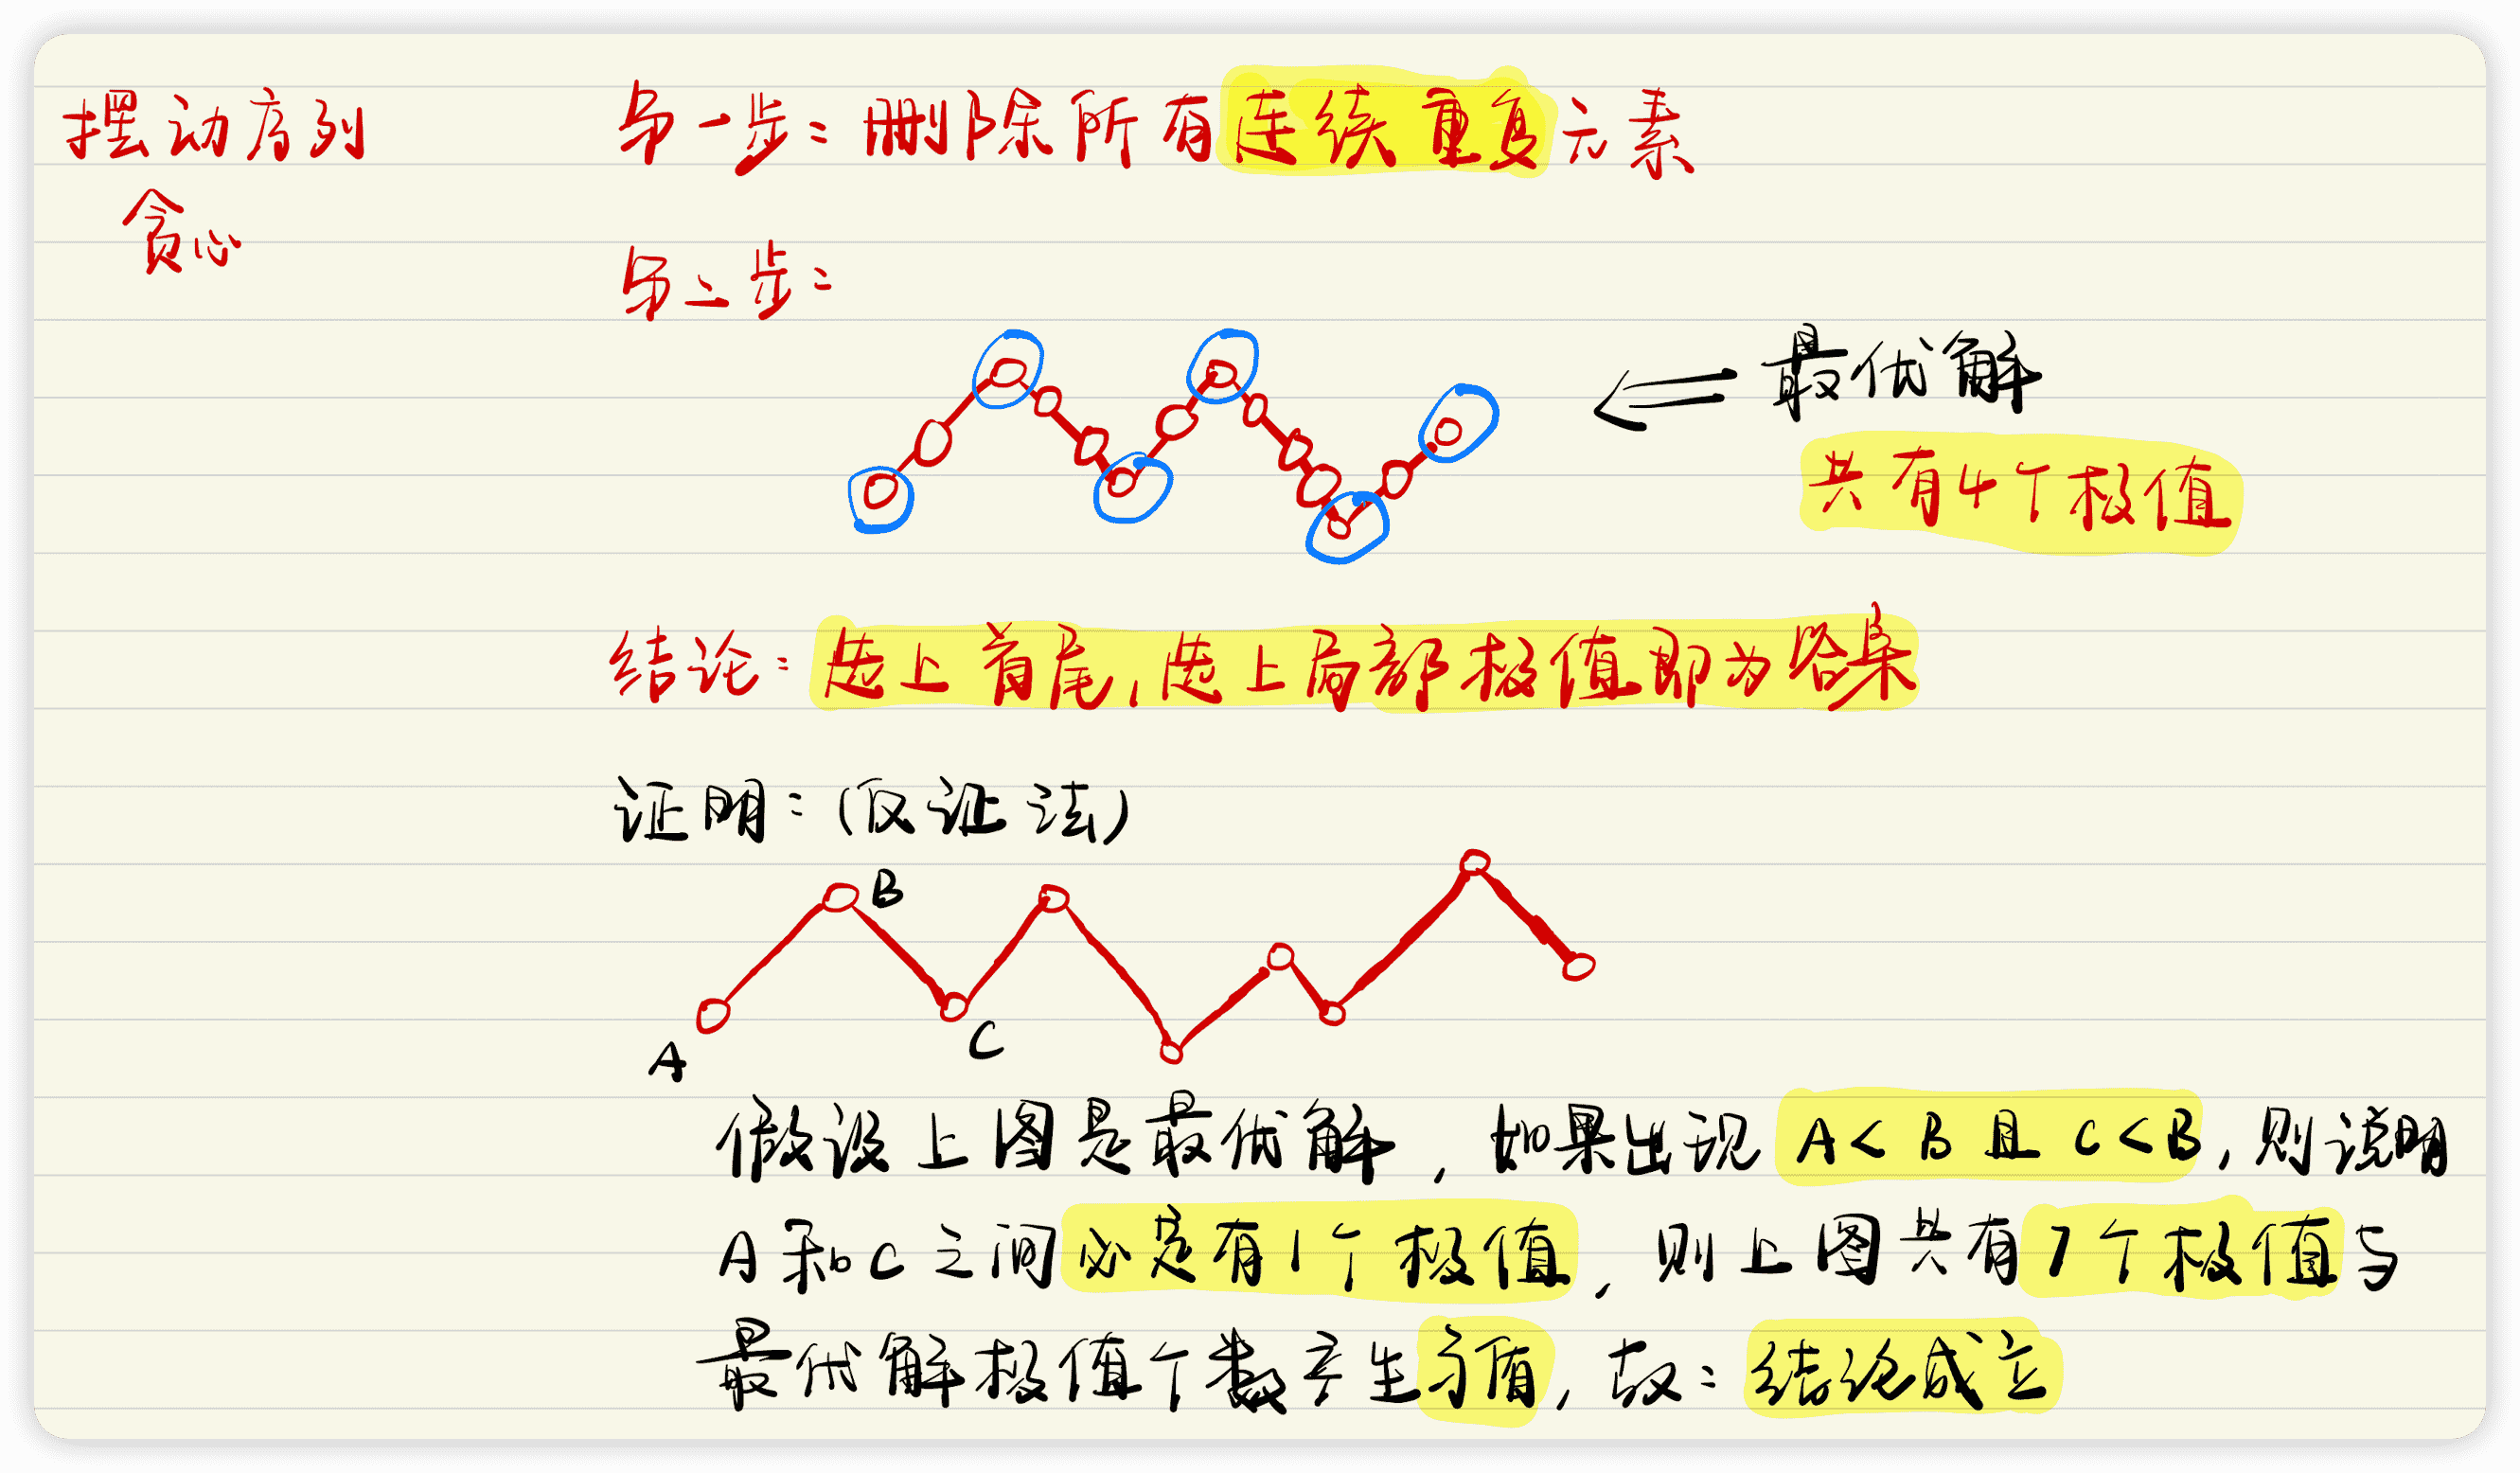 摆动序列
贪心
第一步：删除所有连续重复元素
第二步：
最优解
共有4个极值
结论：选上首尾，选上局部极值即为答案
证明：(反证法)
B
A
C
假设上图是最优解，如果出现 A<B且C<B，则说明
A和C之间必定有1个极值，则上图共有7个极值与
最优解极值个数产生矛盾，故：结论成立